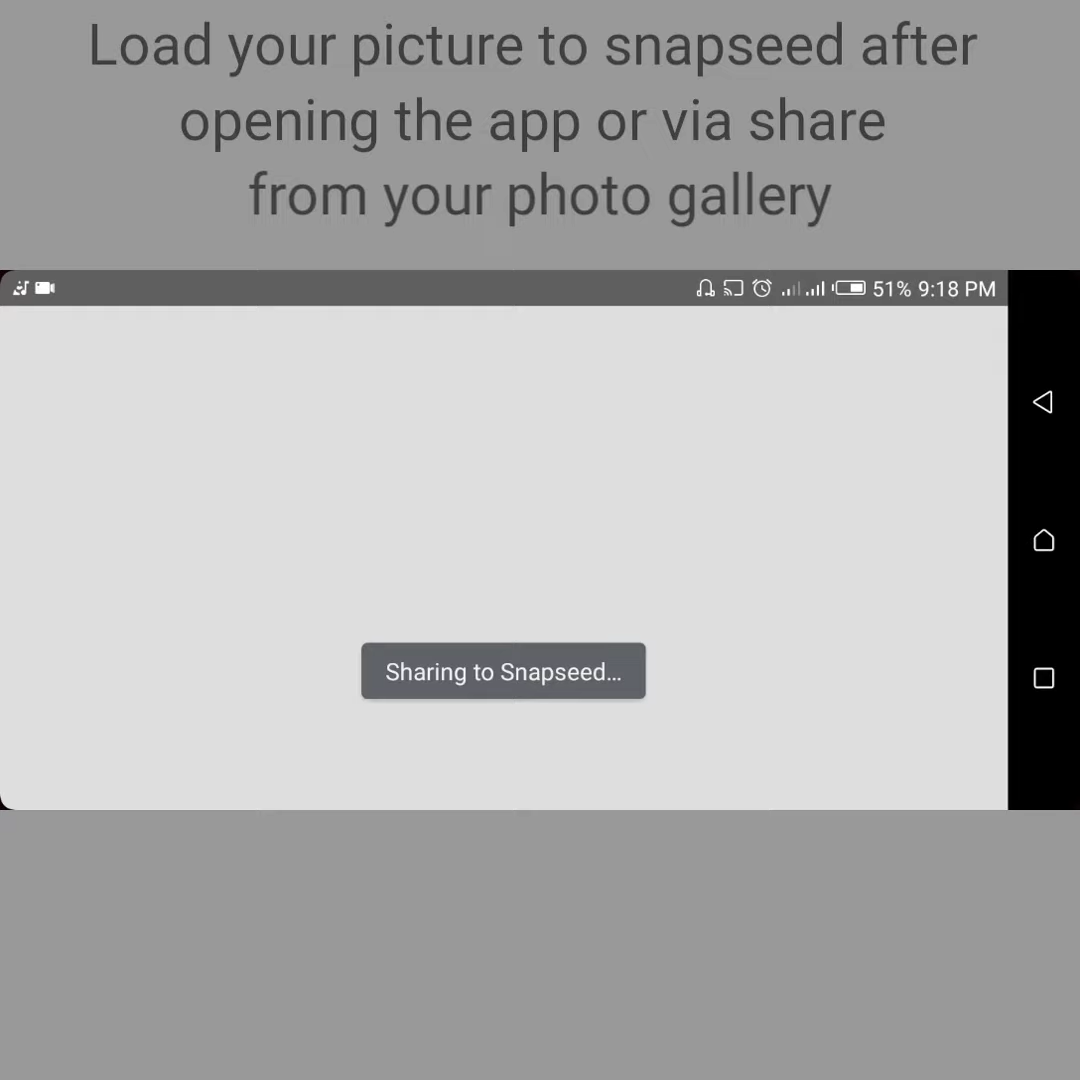 Load your picture to snapseed after
opening the app or via share
from your photo gallery
51% 9:18 PM
Sharing to Snapseed...